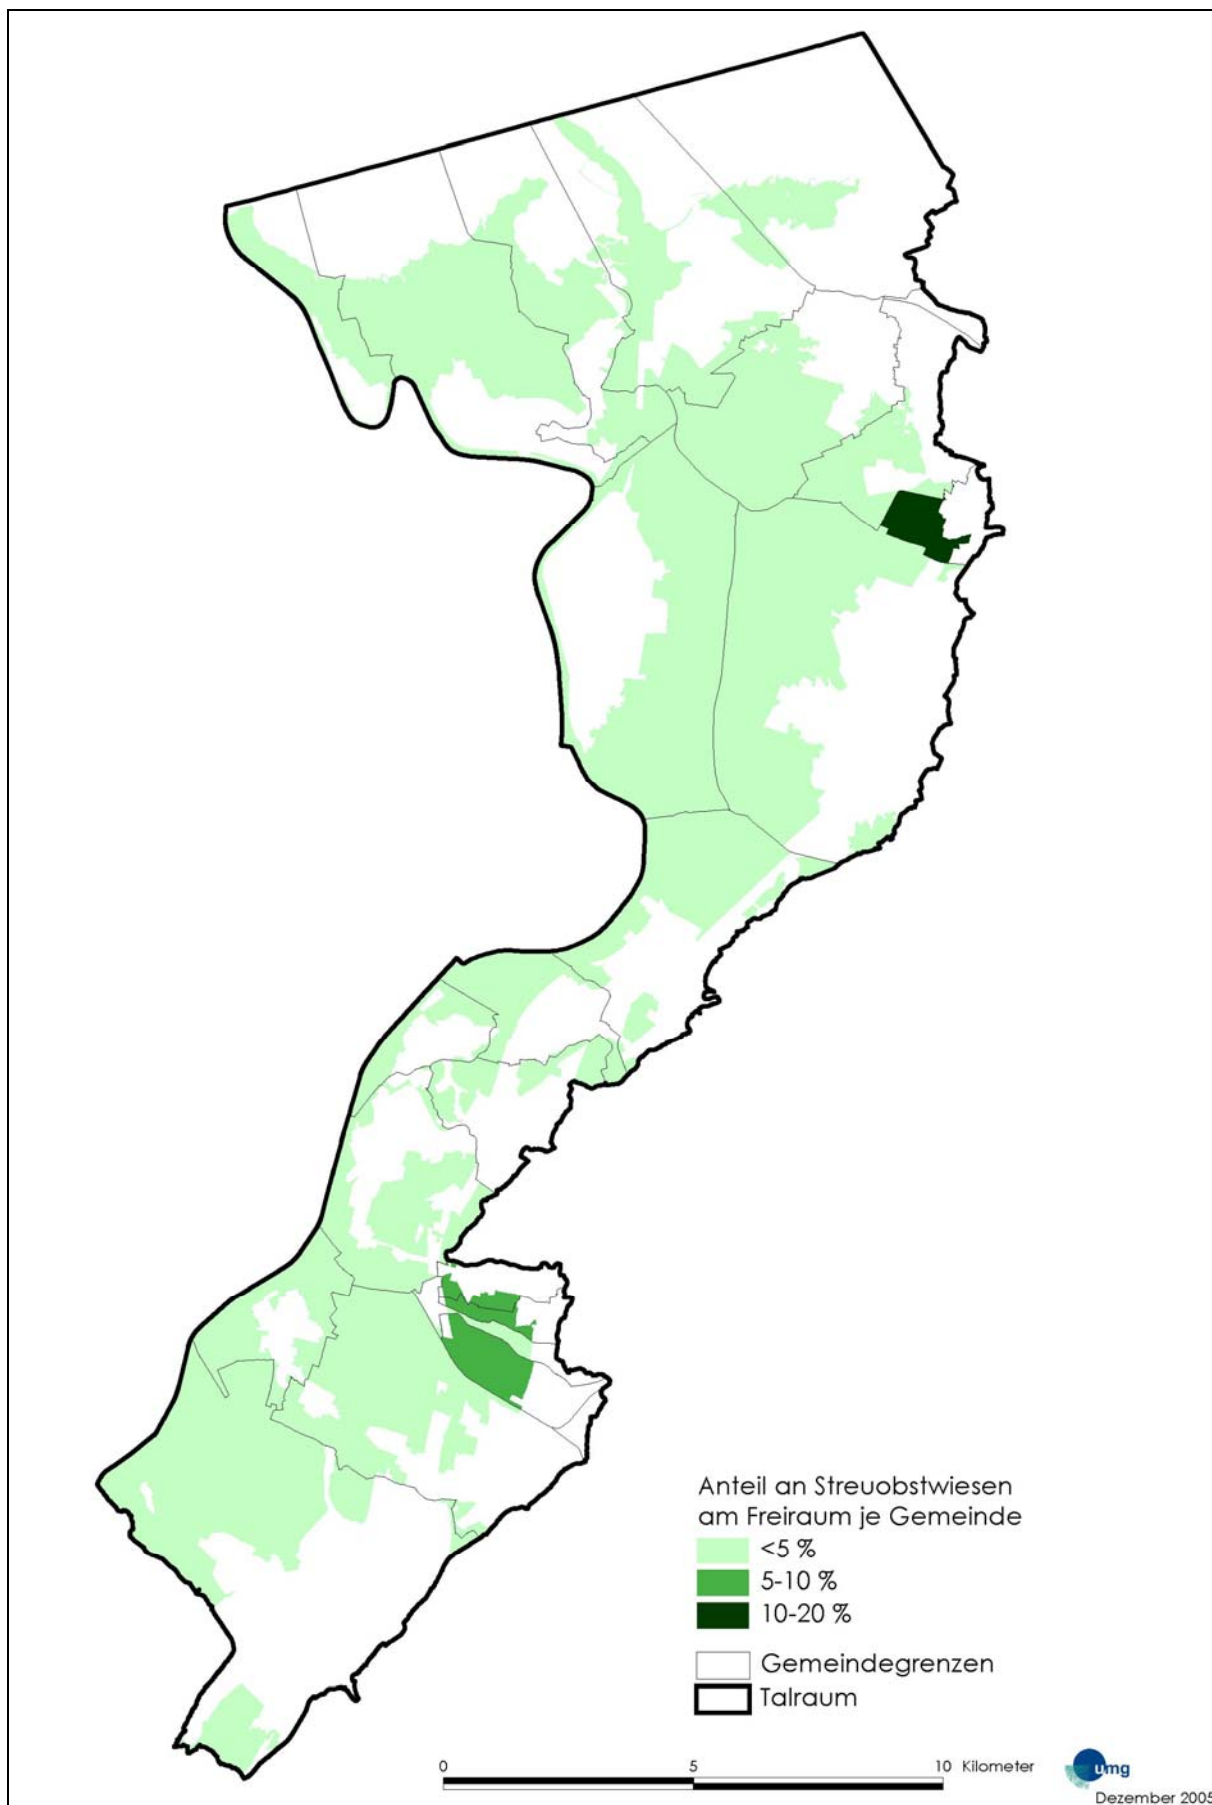 Anteil an Streuobstwiesen
am Freiraum je Gemeinde
<5 %
5-10 %
10-20 %
Gemeindegrenzen
Talraum
0 5 10 Kilometer
umg
Dezember 2005